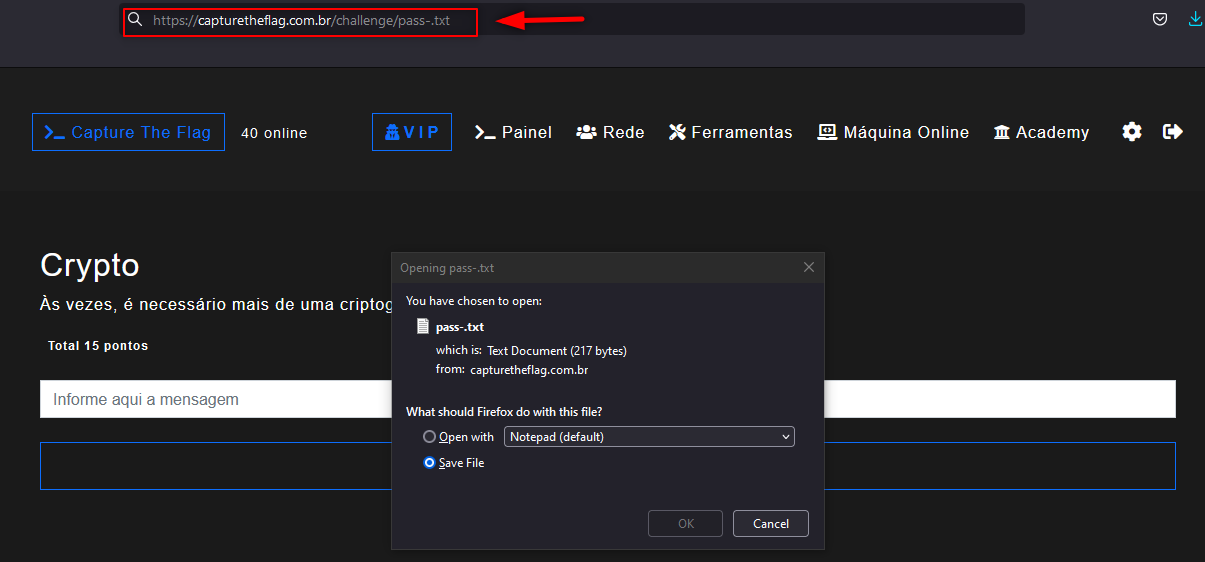 https://capturetheflag.com.br/challenge/pass-.txt
Capture The Flag 40 online VIP Painel Rede Ferramentas Máquina Online Academy
Crypto
Às vezes, é necessário mais de uma
Total 15 pontos
Informe aqui a mensagem
Opening pass-.txt
You have chosen to open:
pass-.txt
which is: Text Document (217 bytes)
from: capturetheflag.com.br
What should Firefox do with this file?
Open with Notepad (default)
Save File
OK Cancel